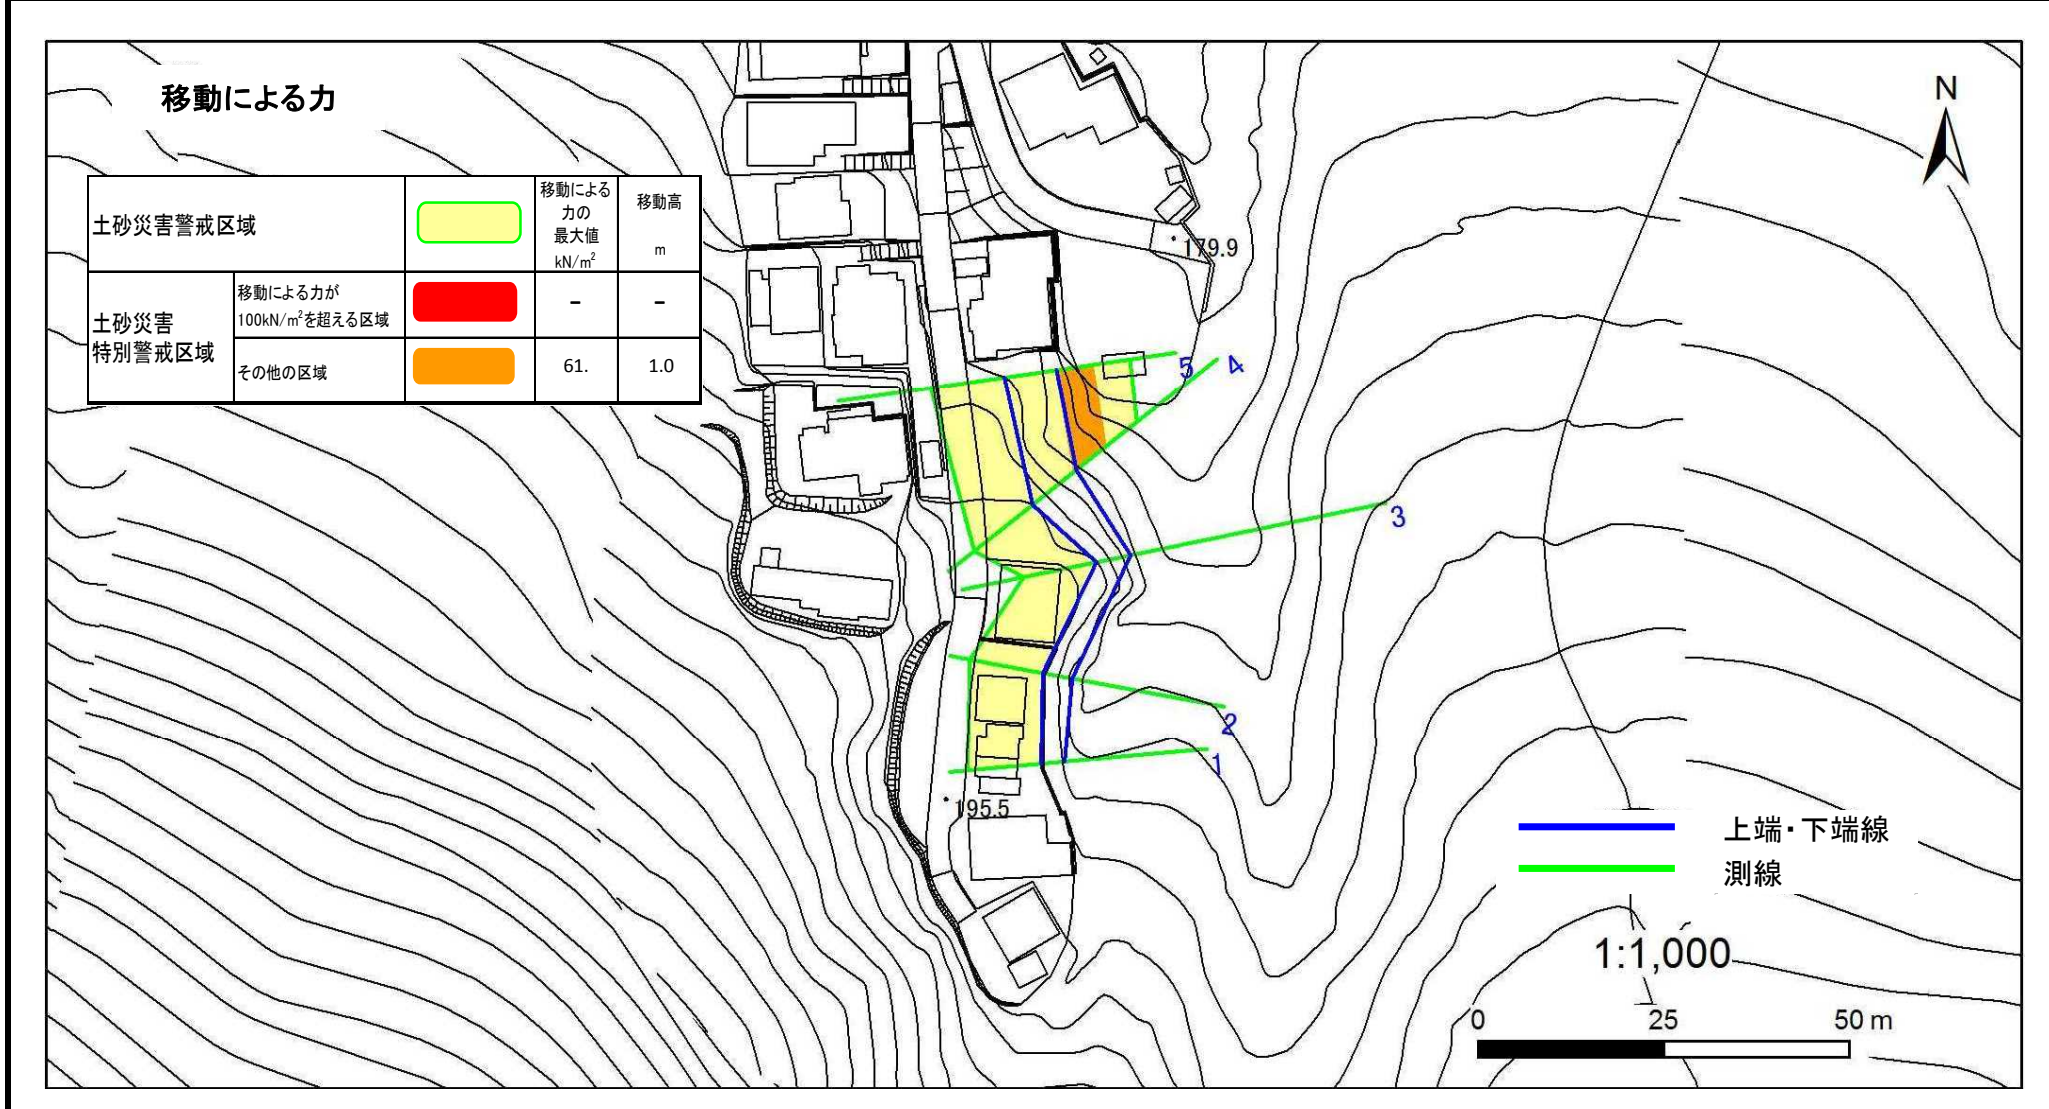 移動による力
N
土砂災害警戒区域
移動による
力の
最大値
kN/m²
移動高
m
土砂災害
特別警戒区域
移動による力が
100kN/m²を超える区域
-
-
その他の区域
61.
1.0
179.9
5
4
3
2
1
195.5
上端・下端線
測線
1:1,000
0
25
50 m